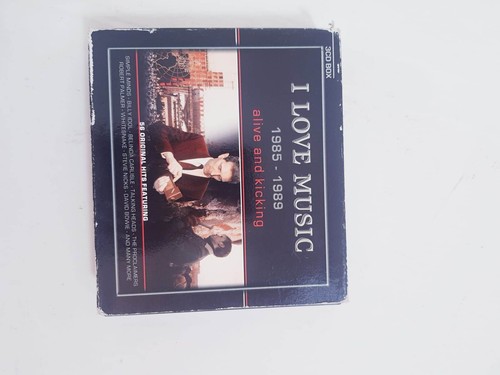 3CD BOX
I LOVE MUSIC
1985 - 1989
alive and kicking
56 ORIGINAL HITS FEATURING
SIMPLE MINDS · BILLY IDOL · BELINDA CARLISLE · TALKING HEADS · THE PROCLAIMERS
ROBERT PALMER · WHITESNAKE · STEVIE NICKS · DAVID BOWIE · AND MANY MORE